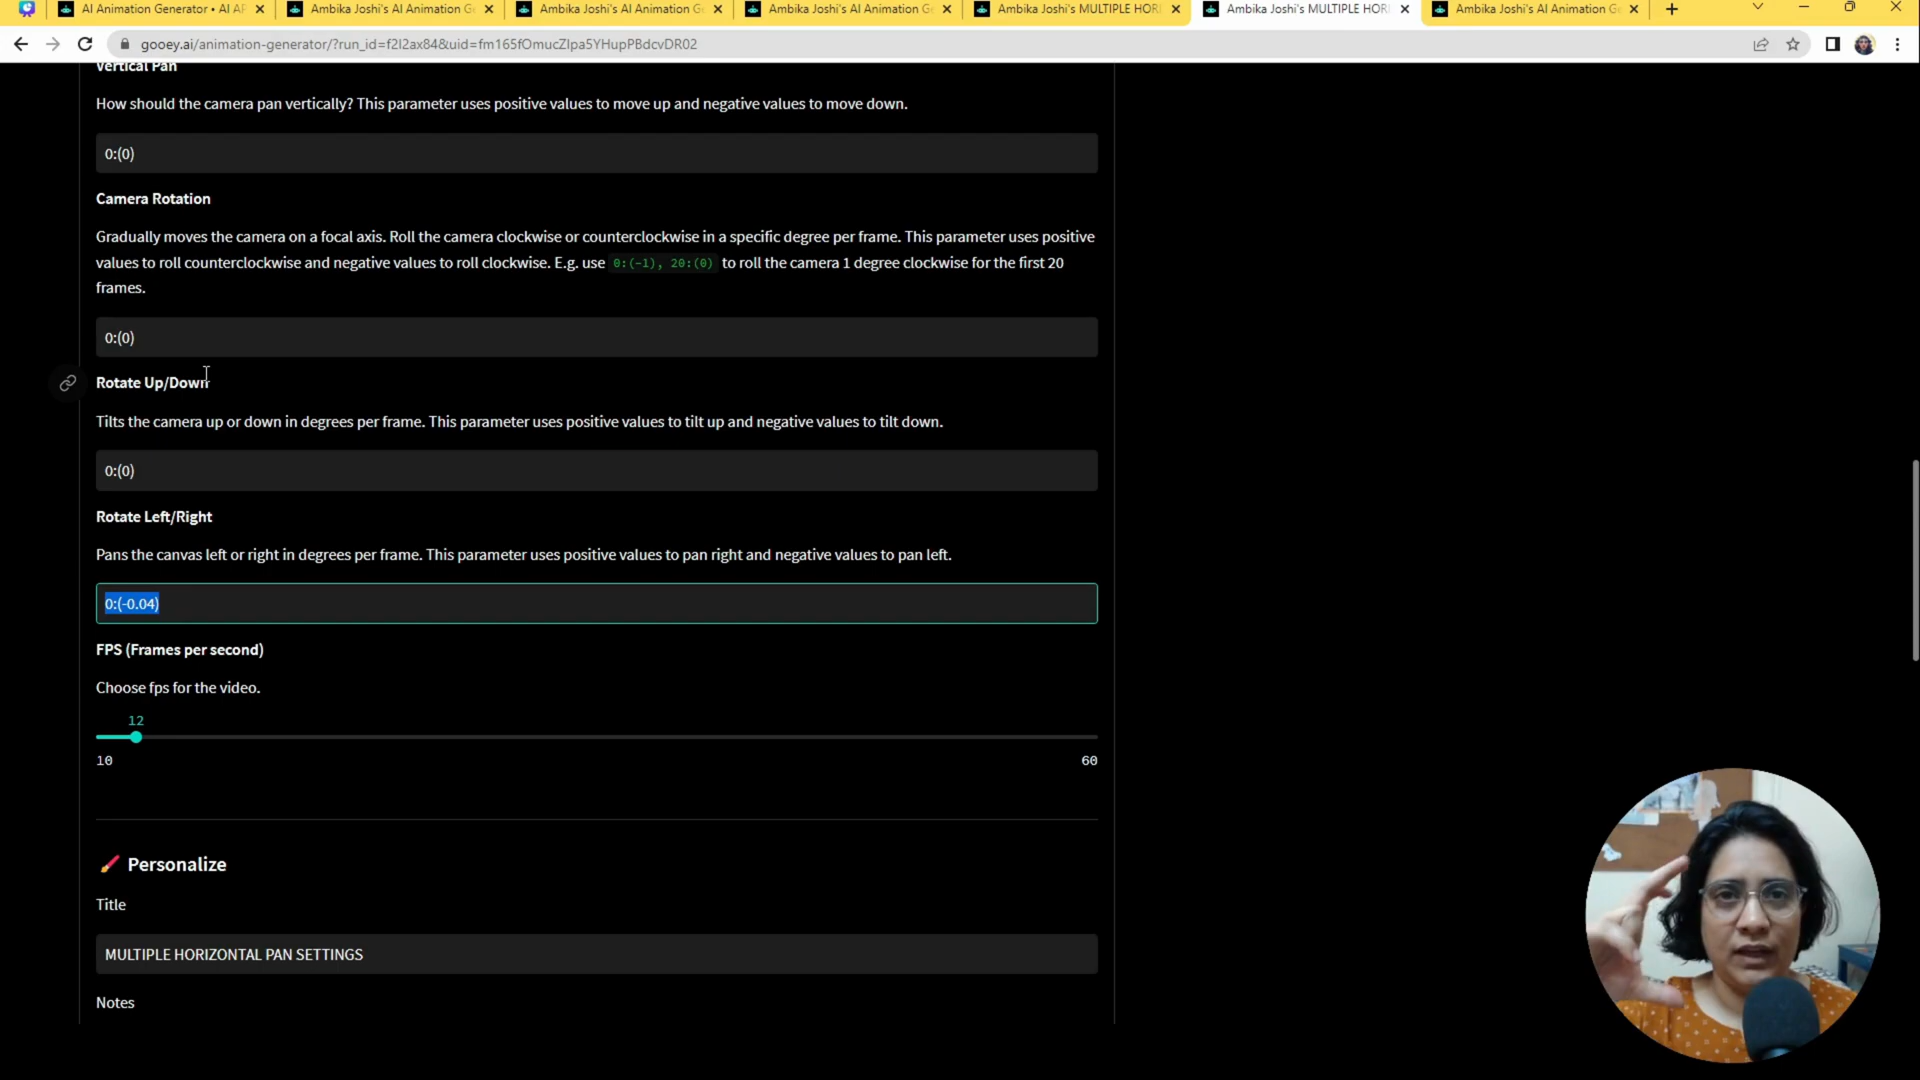 AI Animation Generator • AI AP
Ambika Joshi's AI Animation G
Ambika Joshi's AI Animation G
Ambika Joshi's AI Animation G
Ambika Joshi's MULTIPLE HOR
Ambika Joshi's MULTIPLE HOR
Ambika Joshi's AI Animation G
gooey.ai/animation-generator/?run_id=f2l2ax84&uid=fm165fOmucZIpa5YHupPBdcvDR02
Vertical Pan
How should the camera pan vertically? This parameter uses positive values to move up and negative values to move down.
0:(0)
Camera Rotation
Gradually moves the camera on a focal axis. Roll the camera clockwise or counterclockwise in a specific degree per frame. This parameter uses positive
values to roll counterclockwise and negative values to roll clockwise. E.g. use 0:(-1), 20:(0) to roll the camera 1 degree clockwise for the first 20
frames.
0:(0)
Rotate Up/Down
Tilts the camera up or down in degrees per frame. This parameter uses positive values to tilt up and negative values to tilt down.
0:(0)
Rotate Left/Right
Pans the canvas left or right in degrees per frame. This parameter uses positive values to pan right and negative values to pan left.
0:(-0.04)
FPS (Frames per second)
Choose fps for the video.
12
10 60
Personalize
Title
MULTIPLE HORIZONTAL PAN SETTINGS
Notes